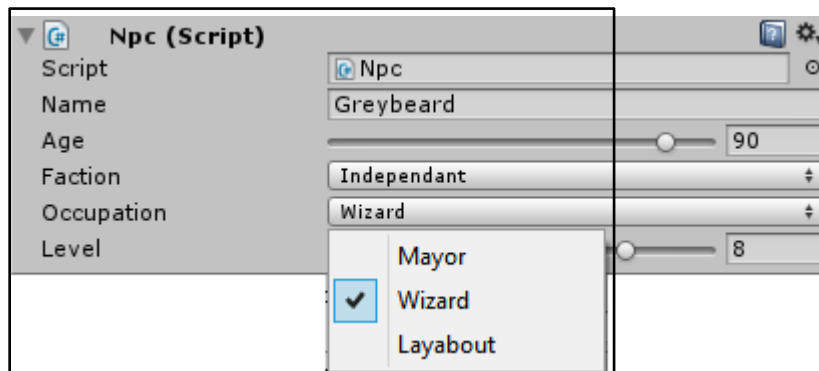 Npc (Script)
Script Npc
Name Greybeard
Age 90
Faction Independant
Occupation Wizard
Level 8
Mayor
Wizard
Layabout